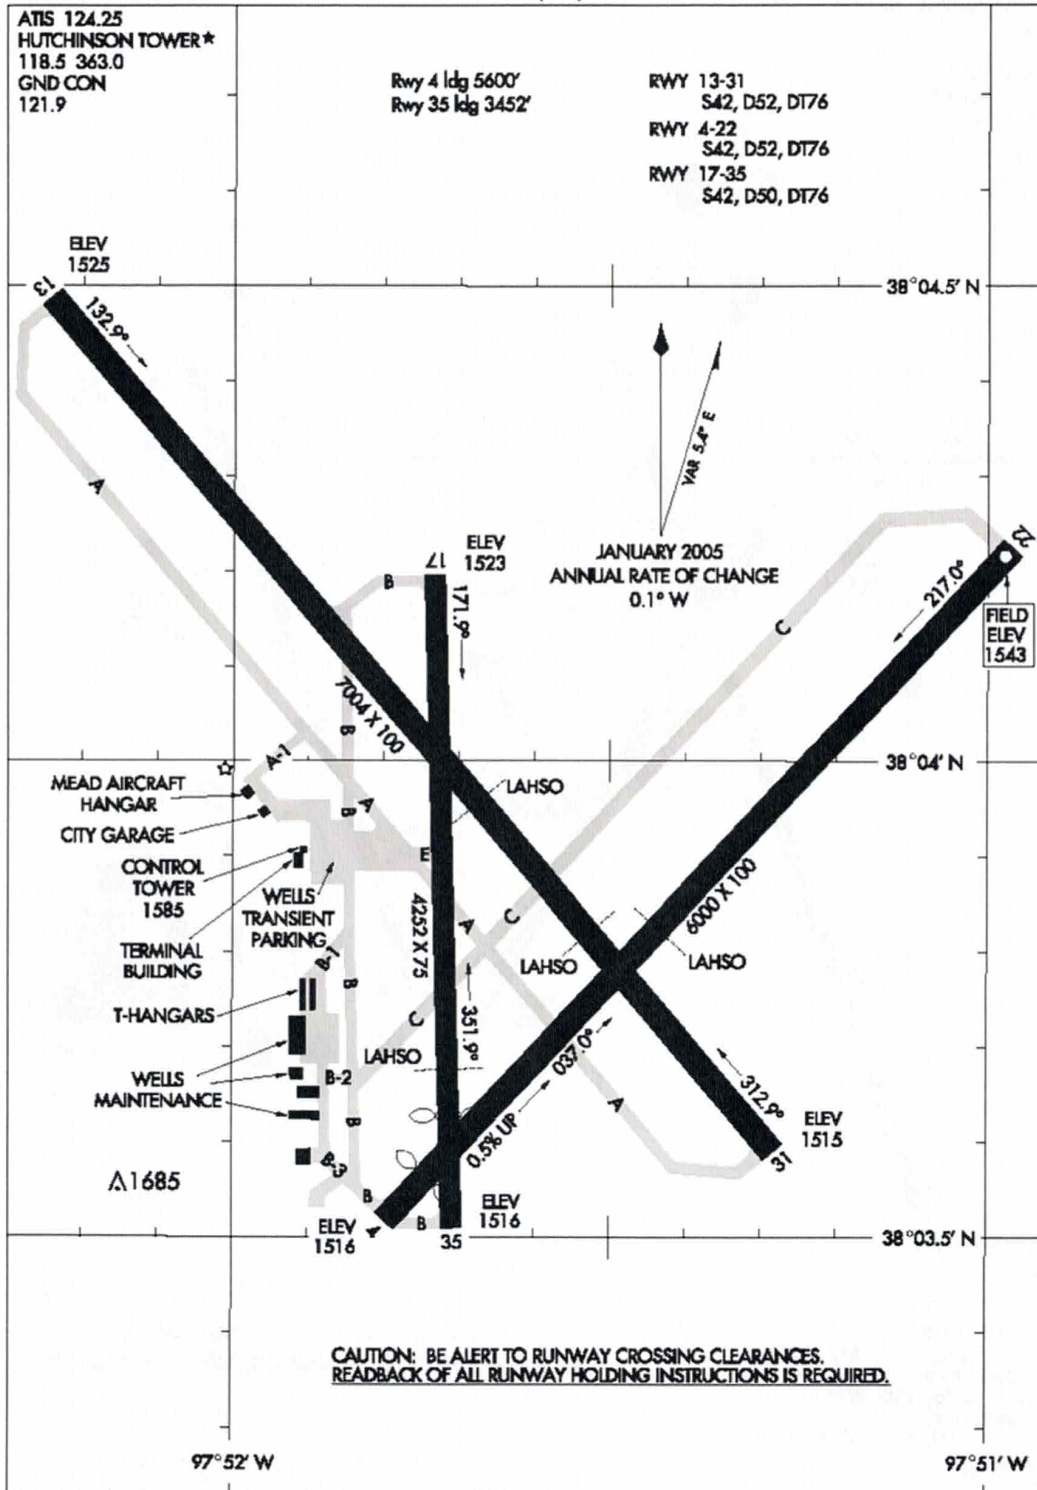 ATIS 124.25
HUTCHINSON TOWER★
118.5 363.0
GND CON
121.9
Rwy 4 ldg 5600'
Rwy 35 ldg 3452'
RWY 13-31
S42, D52, DT76
RWY 4-22
S42, D52, DT76
RWY 17-35
S42, D50, DT76
ELEV
1525
13
132.9°
38°04.5' N
VAR 5.4° E
JANUARY 2005
ANNUAL RATE OF CHANGE
0.1° W
A
B
17
ELEV
1523
171.9°
22
217.0°
FIELD
ELEV
1543
C
7004 X 100
B
A-1
38°04' N
MEAD AIRCRAFT
HANGAR
CITY GARAGE
A
B
LAHSO
E
CONTROL
TOWER
1585
WELLS
TRANSIENT
PARKING
4252 X 75
A
C
6000 X 100
TERMINAL
BUILDING
B-1
LAHSO
LAHSO
T-HANGARS
B
C
351.9°
037.0°
LAHSO
WELLS
MAINTENANCE
B-2
B
0.5% UP
A
312.9°
ELEV
1515
31
B-3
1685
B
ELEV
1516
4
B
35
ELEV
1516
38°03.5' N
CAUTION: BE ALERT TO RUNWAY CROSSING CLEARANCES.
READBACK OF ALL RUNWAY HOLDING INSTRUCTIONS IS REQUIRED.
97°52' W
97°51' W